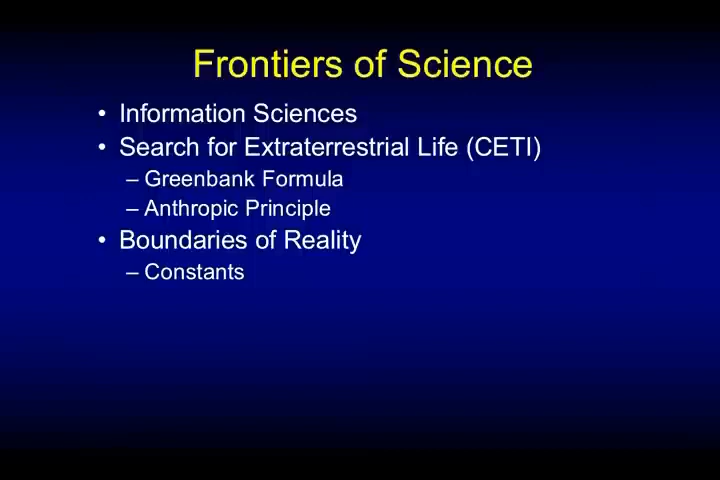 Frontiers of Science
• Information Sciences
• Search for Extraterrestrial Life (CETI)
– Greenbank Formula
– Anthropic Principle
• Boundaries of Reality
– Constants